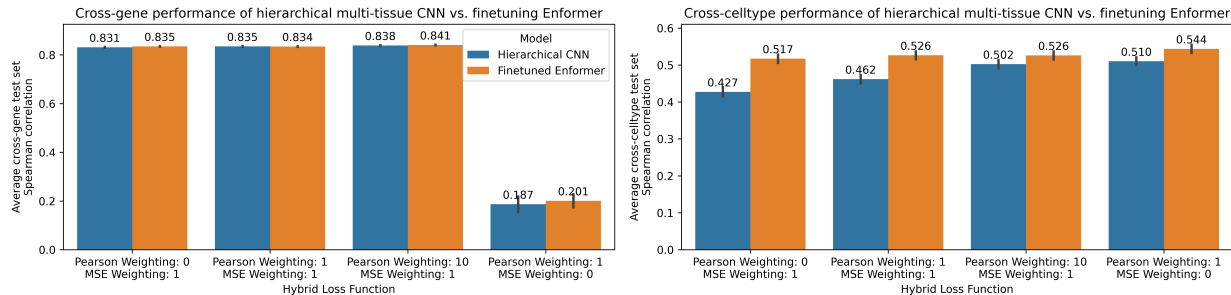 Cross-gene performance of hierarchical multi-tissue CNN vs. finetuning Enformer
Average cross-gene test set
Spearman correlation
0.8
0.6
0.4
0.2
0.0
0.831
0.835
0.835
0.834
0.838
0.841
0.187
0.201
Model
Hierarchical CNN
Finetuned Enformer
Pearson Weighting: 0
MSE Weighting: 1
Pearson Weighting: 1
MSE Weighting: 1
Pearson Weighting: 10
MSE Weighting: 1
Pearson Weighting: 1
MSE Weighting: 0
Hybrid Loss Function
Cross-celltype performance of hierarchical multi-tissue CNN vs. finetuning Enformer
Average cross-celltype test set
Spearman correlation
0.6
0.5
0.4
0.3
0.2
0.1
0.0
0.427
0.517
0.462
0.526
0.502
0.526
0.510
0.544
Pearson Weighting: 0
MSE Weighting: 1
Pearson Weighting: 1
MSE Weighting: 1
Pearson Weighting: 10
MSE Weighting: 1
Pearson Weighting: 1
MSE Weighting: 0
Hybrid Loss Function